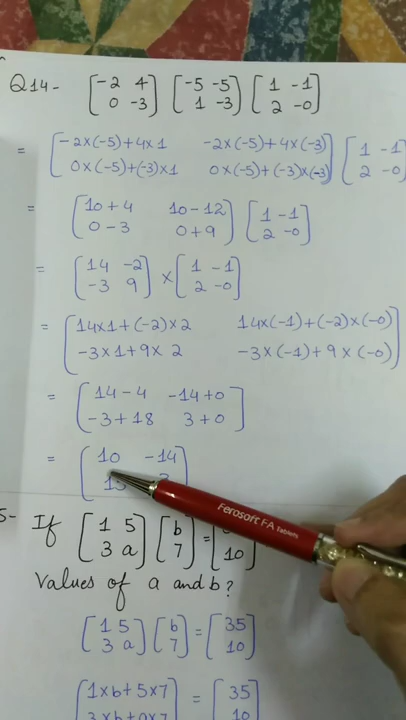 Q14- [-2 4 0 -3] [-5 -5 1 -3] [1 -1 2 -0]
= [-2×(-5)+4×1 -2×(-5)+4×(-3)
0×(-5)+(-3)×1 0×(-5)+(-3)×(-3)] [1 -1 2 -0]
= [10+4 10-12
0-3 0+9] [1 -1 2 -0]
= [14 -2 -3 9] × [1 -1 2 -0]
= [14×1+(-2)×2 14×(-1)+(-2)×(-0)
-3×1+9×2 -3×(-1)+9×(-0)]
= [14-4 -14+0
-3+18 3+0]
= [10 -14
Ferosoft FA Tablets
5- If [1 5 3 a] [b 7] = [ 10]
Values of a and b?
[1 5 3 a] [b 7] = [35 10]
[1×b+5×7 = [35
10]